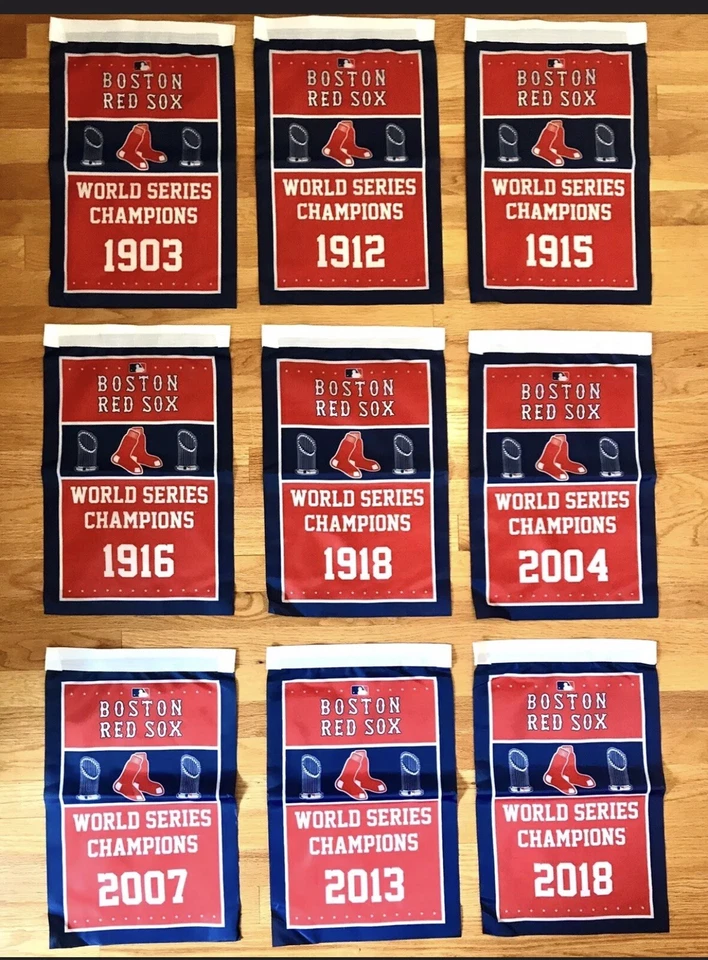 BOSTON
RED SOX
WORLD SERIES
CHAMPIONS
1903
BOSTON
RED SOX
WORLD SERIES
CHAMPIONS
1912
BOSTON
RED SOX
WORLD SERIES
CHAMPIONS
1915
BOSTON
RED SOX
WORLD SERIES
CHAMPIONS
1916
BOSTON
RED SOX
WORLD SERIES
CHAMPIONS
1918
BOSTON
RED SOX
WORLD SERIES
CHAMPIONS
2004
BOSTON
RED SOX
WORLD SERIES
CHAMPIONS
2007
BOSTON
RED SOX
WORLD SERIES
CHAMPIONS
2013
BOSTON
RED SOX
WORLD SERIES
CHAMPIONS
2018